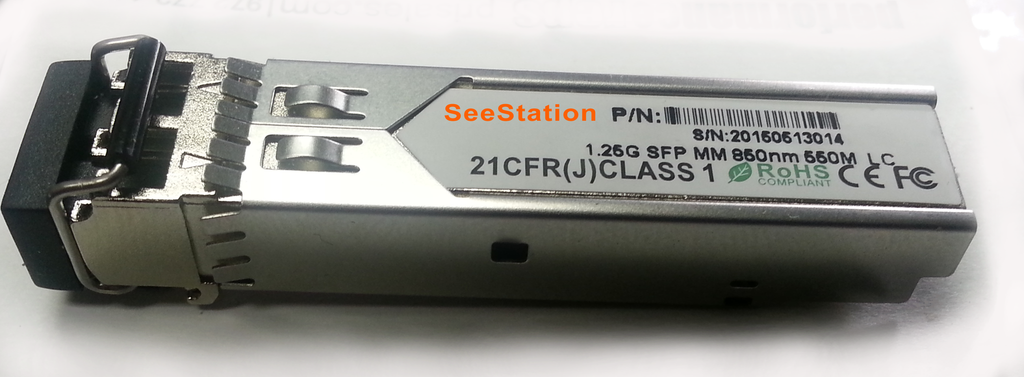 SeeStation P/N:
S/N:20150513014
1.25G SFP MM 850nm 550M LC
21CFR(J)CLASS 1 RoHS CE FC
COMPLIANT